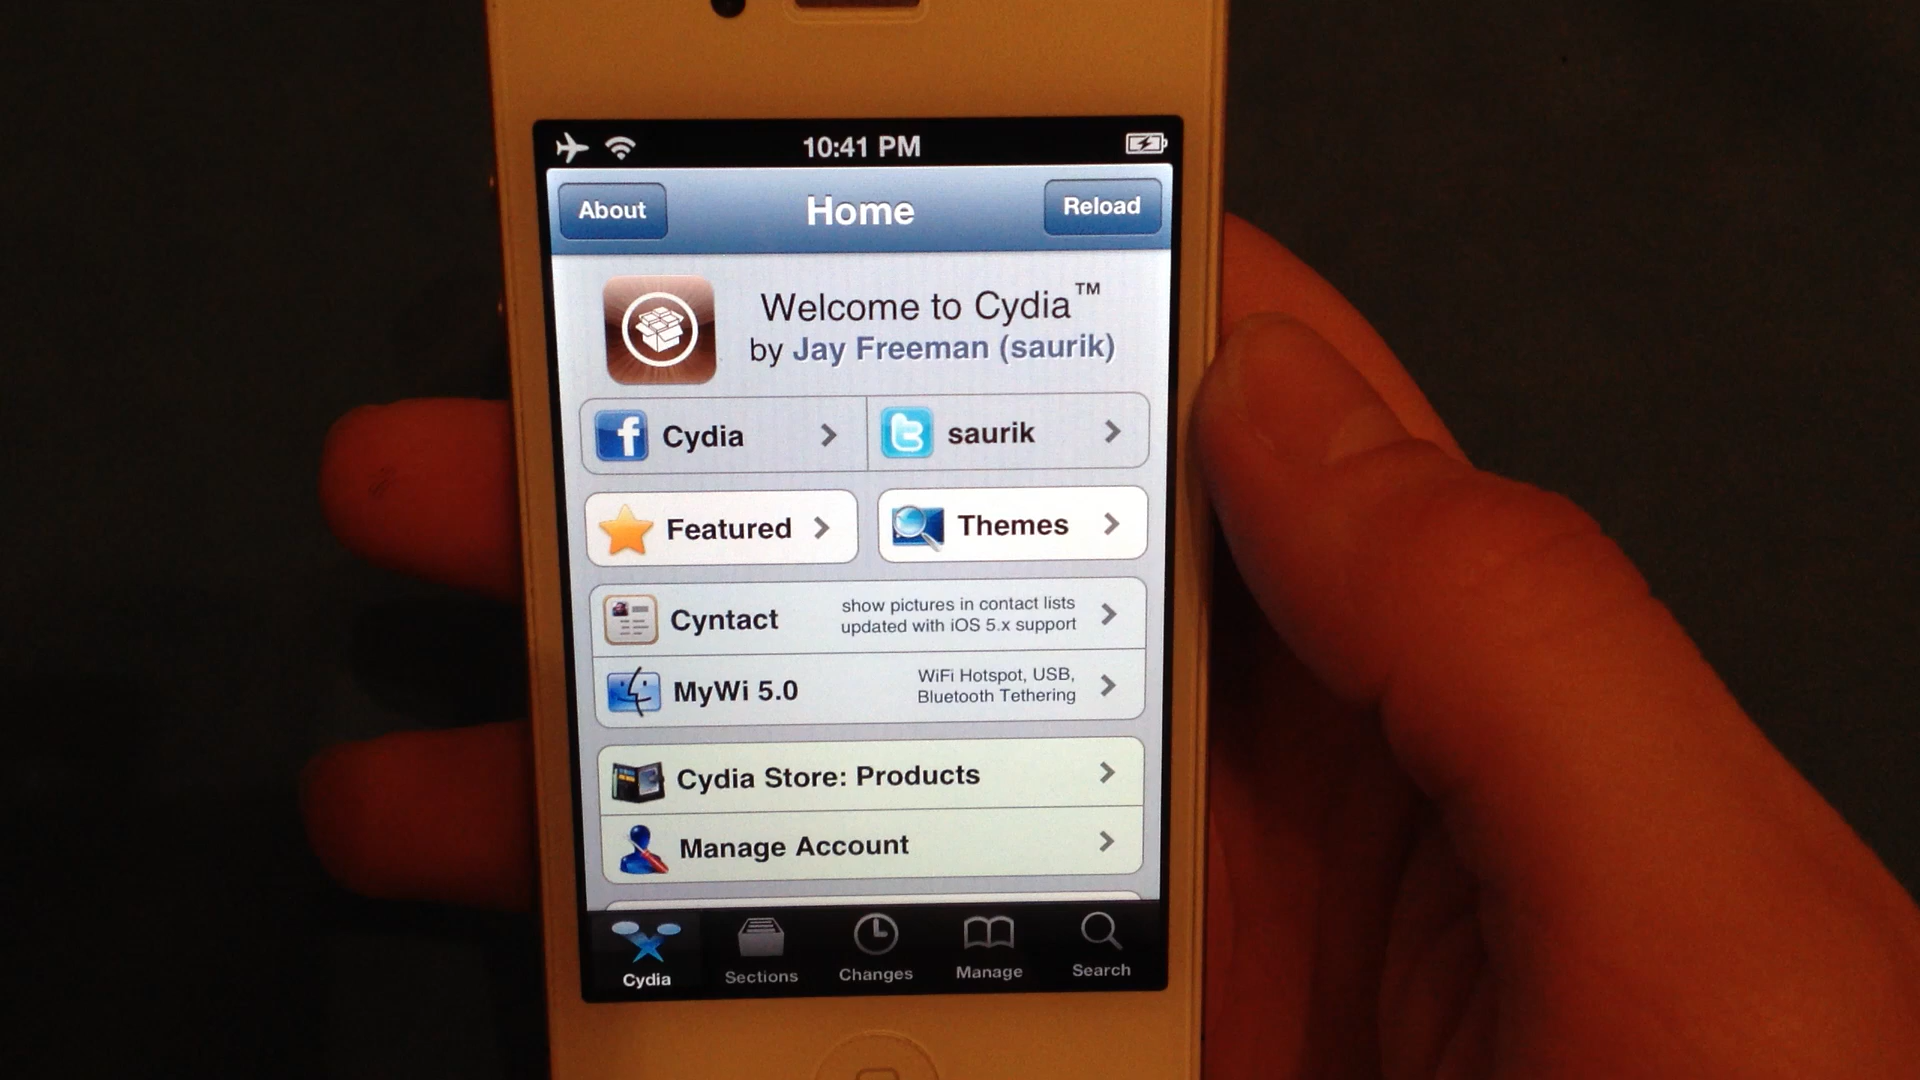 10:41 PM
About
Home
Reload
Welcome to Cydia™
by Jay Freeman (saurik)
Cydia
saurik
Featured
Themes
Cyntact
show pictures in contact lists
updated with iOS 5.x support
MyWi 5.0
WiFi Hotspot, USB,
Bluetooth Tethering
Cydia Store: Products
Manage Account
Cydia
Sections
Changes
Manage
Search